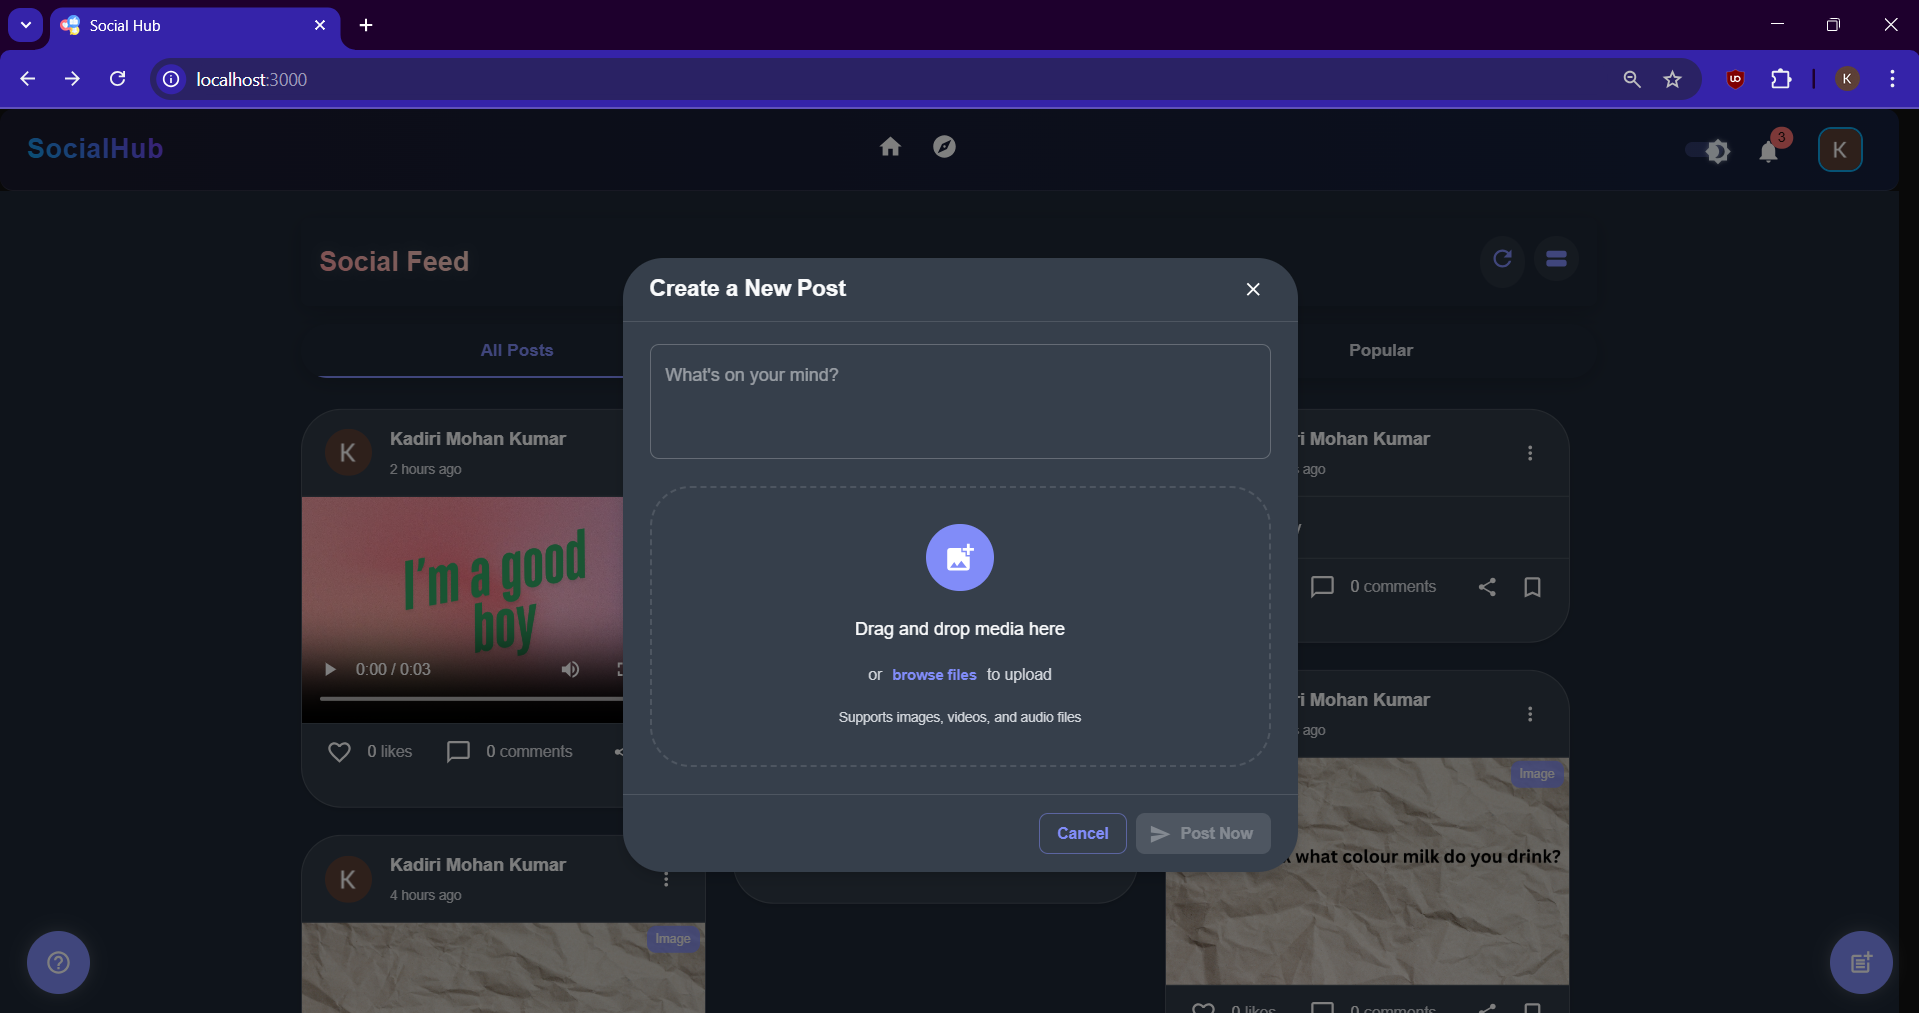 Social Hub
localhost:3000
K
SocialHub
3
K
Social Feed
All Posts
Popular
Create a New Post
What's on your mind?
Drag and drop media here
or browse files to upload
Supports images, videos, and audio files
Cancel
Post Now
K
Kadiri Mohan Kumar
2 hours ago
I'm a good
boy
0:00 / 0:03
0 likes
0 comments
K
Kadiri Mohan Kumar
4 hours ago
Image
Mohan Kumar
ago
0 comments
Mohan Kumar
ago
Image
what colour milk do you drink?
0 likes
0 comments